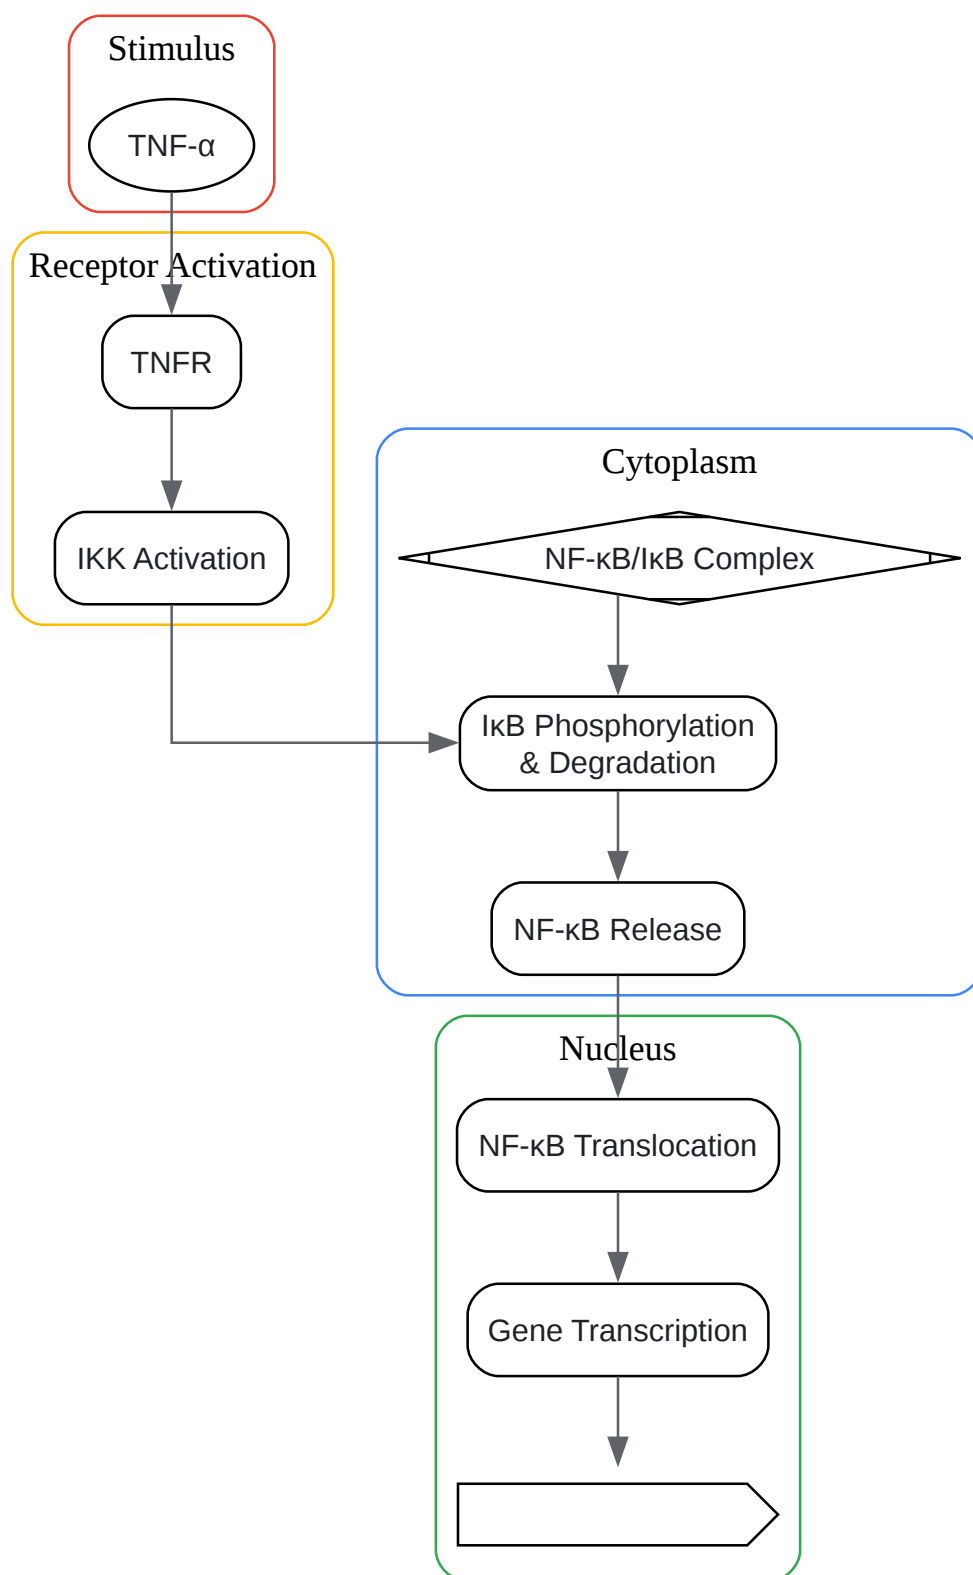 Stimulus
TNF-α
Receptor Activation
TNFR
IKK Activation
Cytoplasm
NF-κB/IκB Complex
IκB Phosphorylation
& Degradation
NF-κB Release
Nucleus
NF-κB Translocation
Gene Transcription